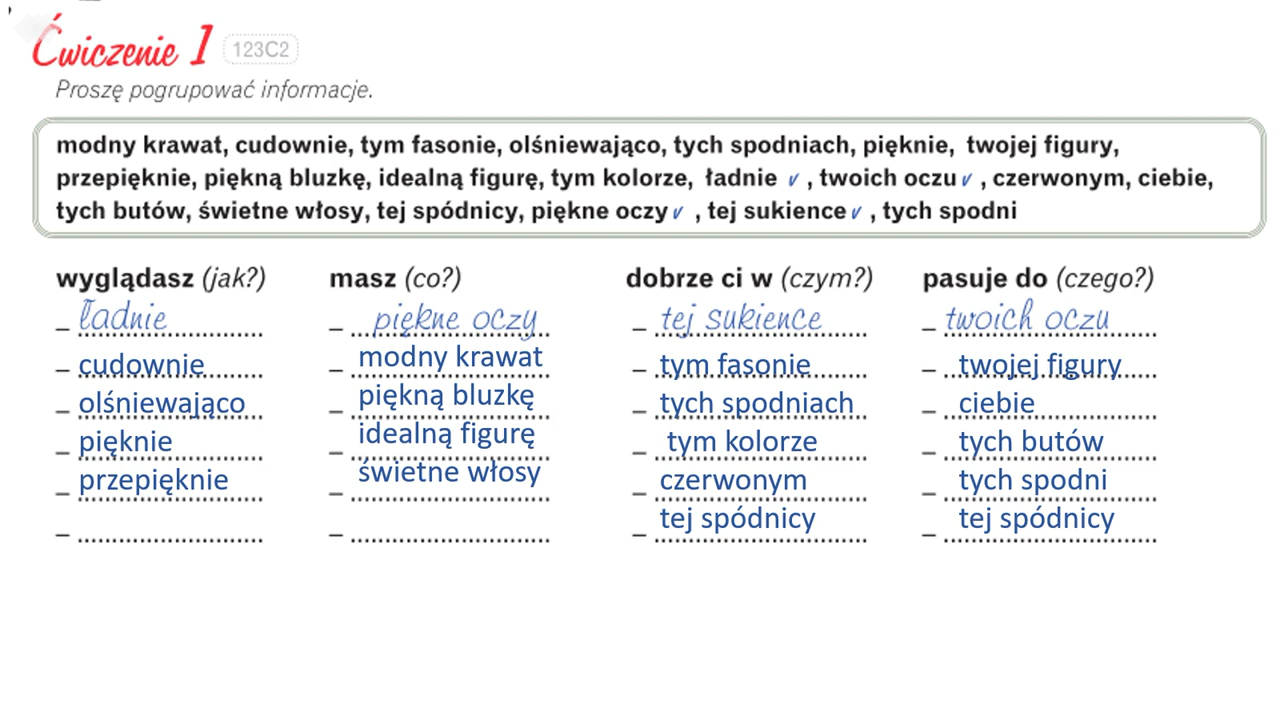 Ćwiczenie 1 123C2
Proszę pogrupować informacje.
modny krawat, cudownie, tym fasonie, olśniewająco, tych spodniach, pięknie, twojej figury,
przepięknie, piękną bluzkę, idealną figurę, tym kolorze, ładnie ✓ , twoich oczu ✓ , czerwonym, ciebie,
tych butów, świetne włosy, tej spódnicy, piękne oczy ✓ , tej sukience ✓ , tych spodni
wyglądasz (jak?) masz (co?) dobrze ci w (czym?) pasuje do (czego?)
– ładnie – piękne oczy – tej sukience – twoich oczu
– cudownie – modny krawat – tym fasonie – twojej figury
– olśniewająco – piękną bluzkę – tych spodniach – ciebie
– pięknie – idealną figurę – tym kolorze – tych butów
– przepięknie – świetne włosy – czerwonym – tych spodni
– – – tej spódnicy – tej spódnicy